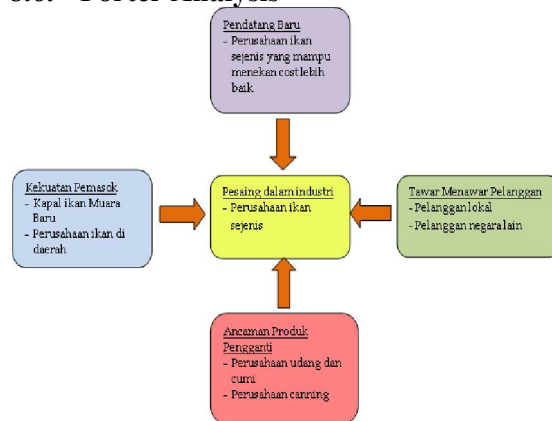 Porter Analysis
Pendatang Baru
- Perusahaan ikan
sejenis yang mampu
menekan cost lebih
baik
Kekuatan Pemasok
- Kapal ikan Muara
Baru
- Perusahaan ikan di
daerah
Pesaing dalam industri
- Perusahaan ikan
sejenis
Tawar Menawar Pelanggan
- Pelanggan lokal
- Pelanggan negara lain
Ancaman Produk
Pengganti
- Perusahaan udang dan
cumi
- Perusahaan canning